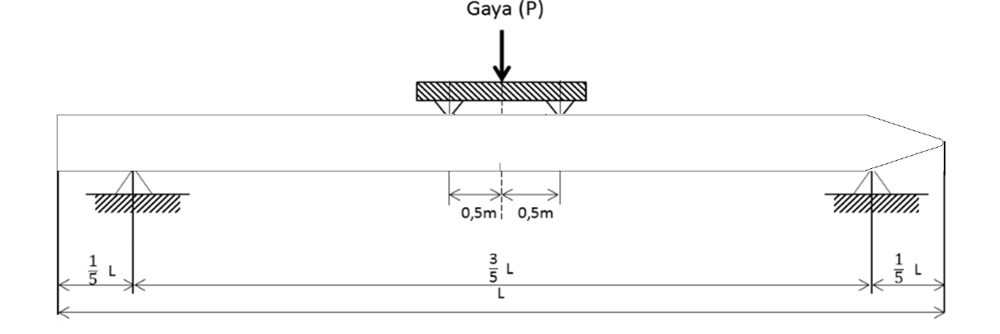 Gaya (P)
0,5m 0,5m
1/5 L
3/5 L
1/5 L
L